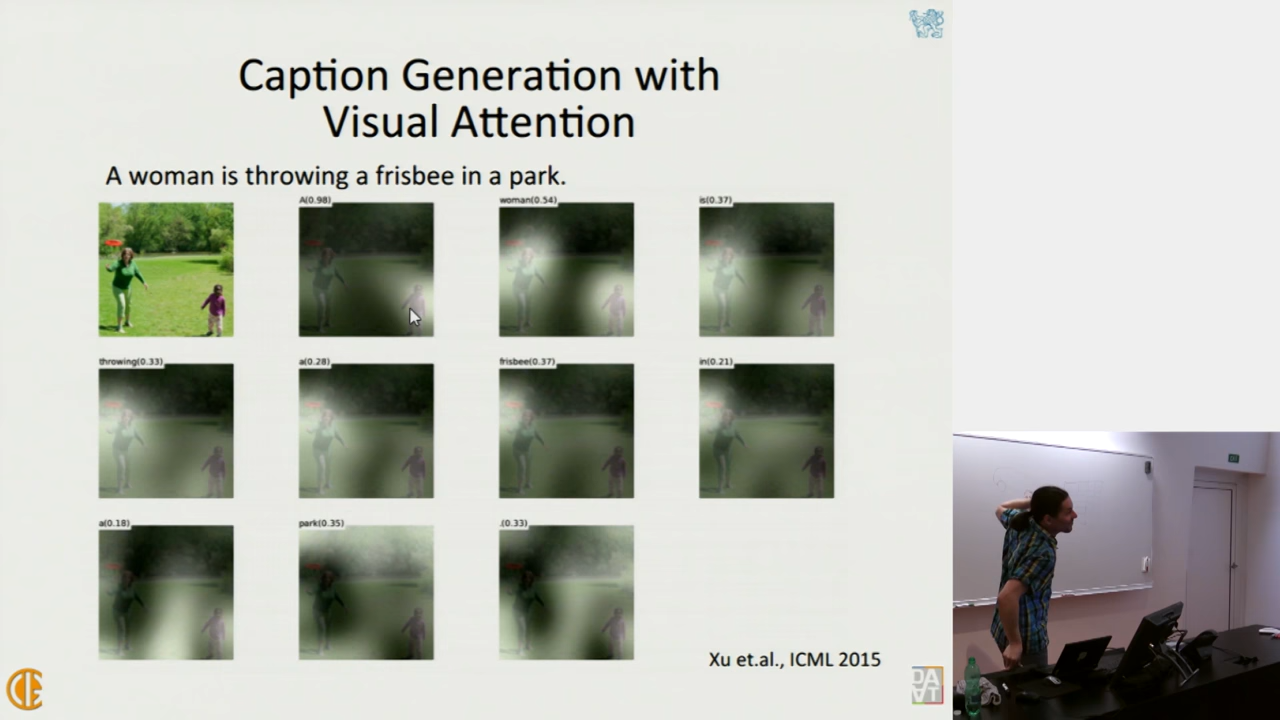 Caption Generation with
Visual Attention
A woman is throwing a frisbee in a park.
A(0.98)
woman(0.54)
is(0.37)
throwing(0.33)
a(0.28)
frisbee(0.37)
in(0.21)
a(0.18)
park(0.35)
.(0.33)
Xu et.al., ICML 2015